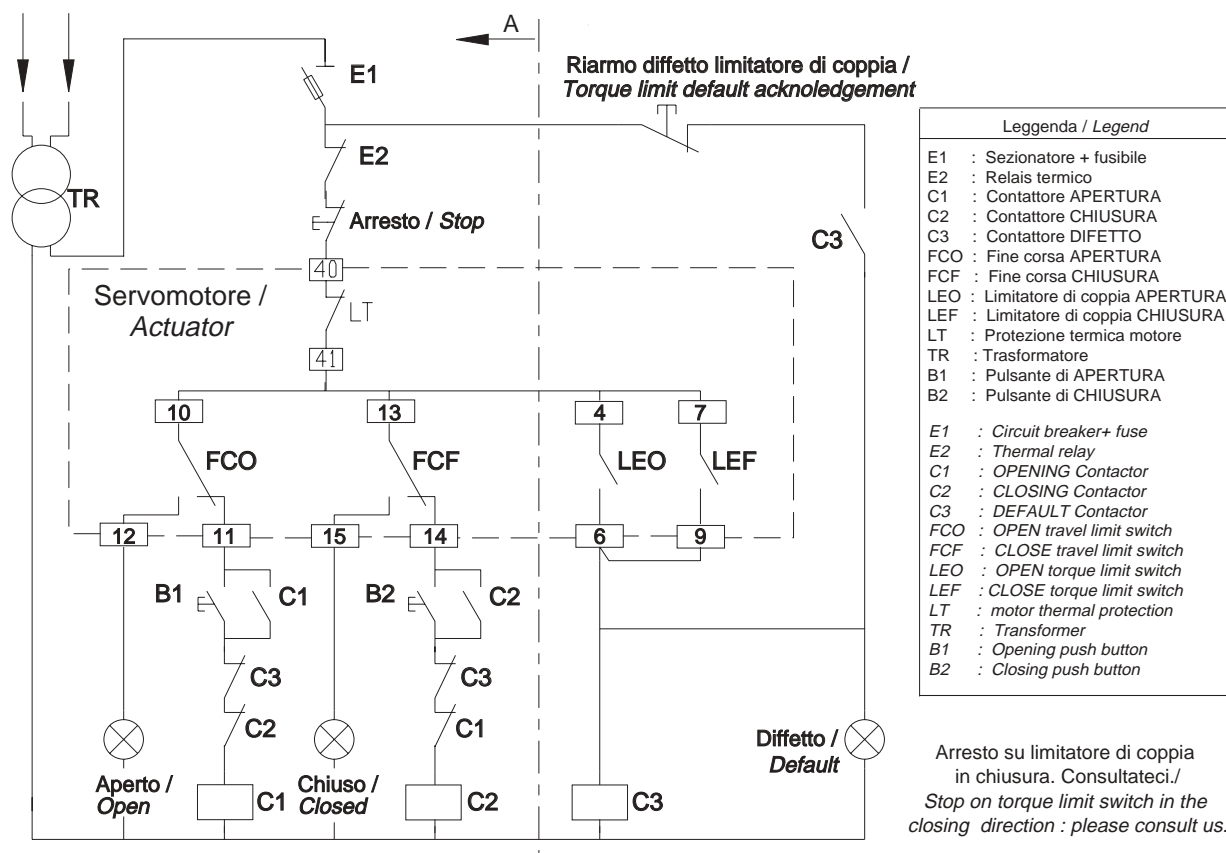 A
E1
Riarmo diffetto limitatore di coppia /
Torque limit default acknoledgement
E2
TR
Arresto / Stop
C3
40
Servomotore /
Actuator
LT
41
10
13
4
7
FCO
FCF
LEO
LEF
12
11
15
14
6
9
B1
C1
B2
C2
C3
C3
C2
C1
Diffetto /
Default
Aperto /
Open
C1
Chiuso /
Closed
C2
C3
Leggenda / Legend
E1 : Sezionatore + fusibile
E2 : Relais termico
C1 : Contattore APERTURA
C2 : Contattore CHIUSURA
C3 : Contattore DIFETTO
FCO : Fine corsa APERTURA
FCF : Fine corsa CHIUSURA
LEO : Limitatore di coppia APERTURA
LEF : Limitatore di coppia CHIUSURA
LT : Protezione termica motore
TR : Trasformatore
B1 : Pulsante di APERTURA
B2 : Pulsante di CHIUSURA
E1 : Circuit breaker+ fuse
E2 : Thermal relay
C1 : OPENING Contactor
C2 : CLOSING Contactor
C3 : DEFAULT Contactor
FCO : OPEN travel limit switch
FCF : CLOSE travel limit switch
LEO : OPEN torque limit switch
LEF : CLOSE torque limit switch
LT : motor thermal protection
TR : Transformer
B1 : Opening push button
B2 : Closing push button
Arresto su limitatore di coppia
in chiusura. Consultateci./
Stop on torque limit switch in the
closing direction : please consult us.